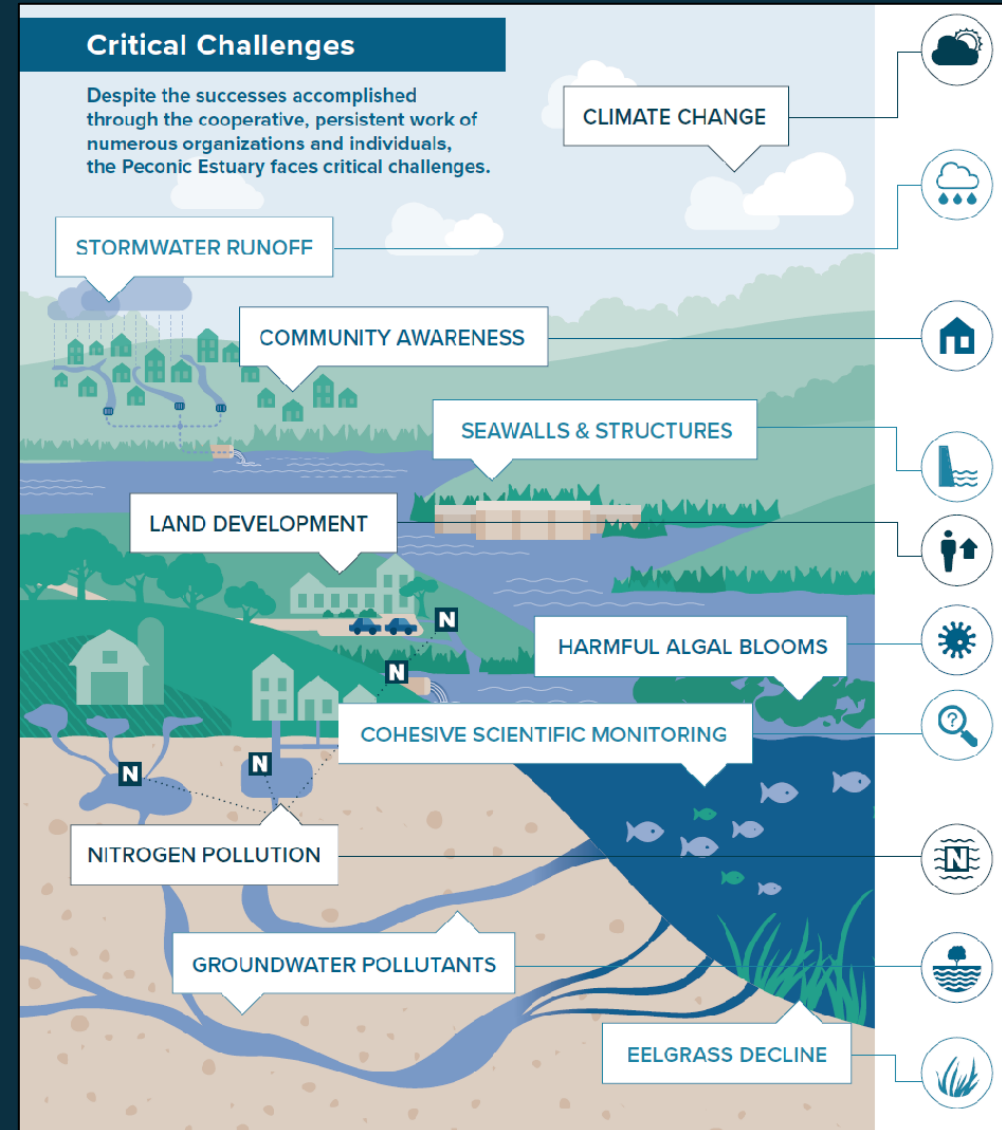 Critical Challenges
Despite the successes accomplished
through the cooperative, persistent work of
numerous organizations and individuals,
the Peconic Estuary faces critical challenges.
CLIMATE CHANGE
STORMWATER RUNOFF
COMMUNITY AWARENESS
SEAWALLS & STRUCTURES
LAND DEVELOPMENT
N
HARMFUL ALGAL BLOOMS
N
?
COHESIVE SCIENTIFIC MONITORING
N
N
NITROGEN POLLUTION
N
GROUNDWATER POLLUTANTS
EELGRASS DECLINE